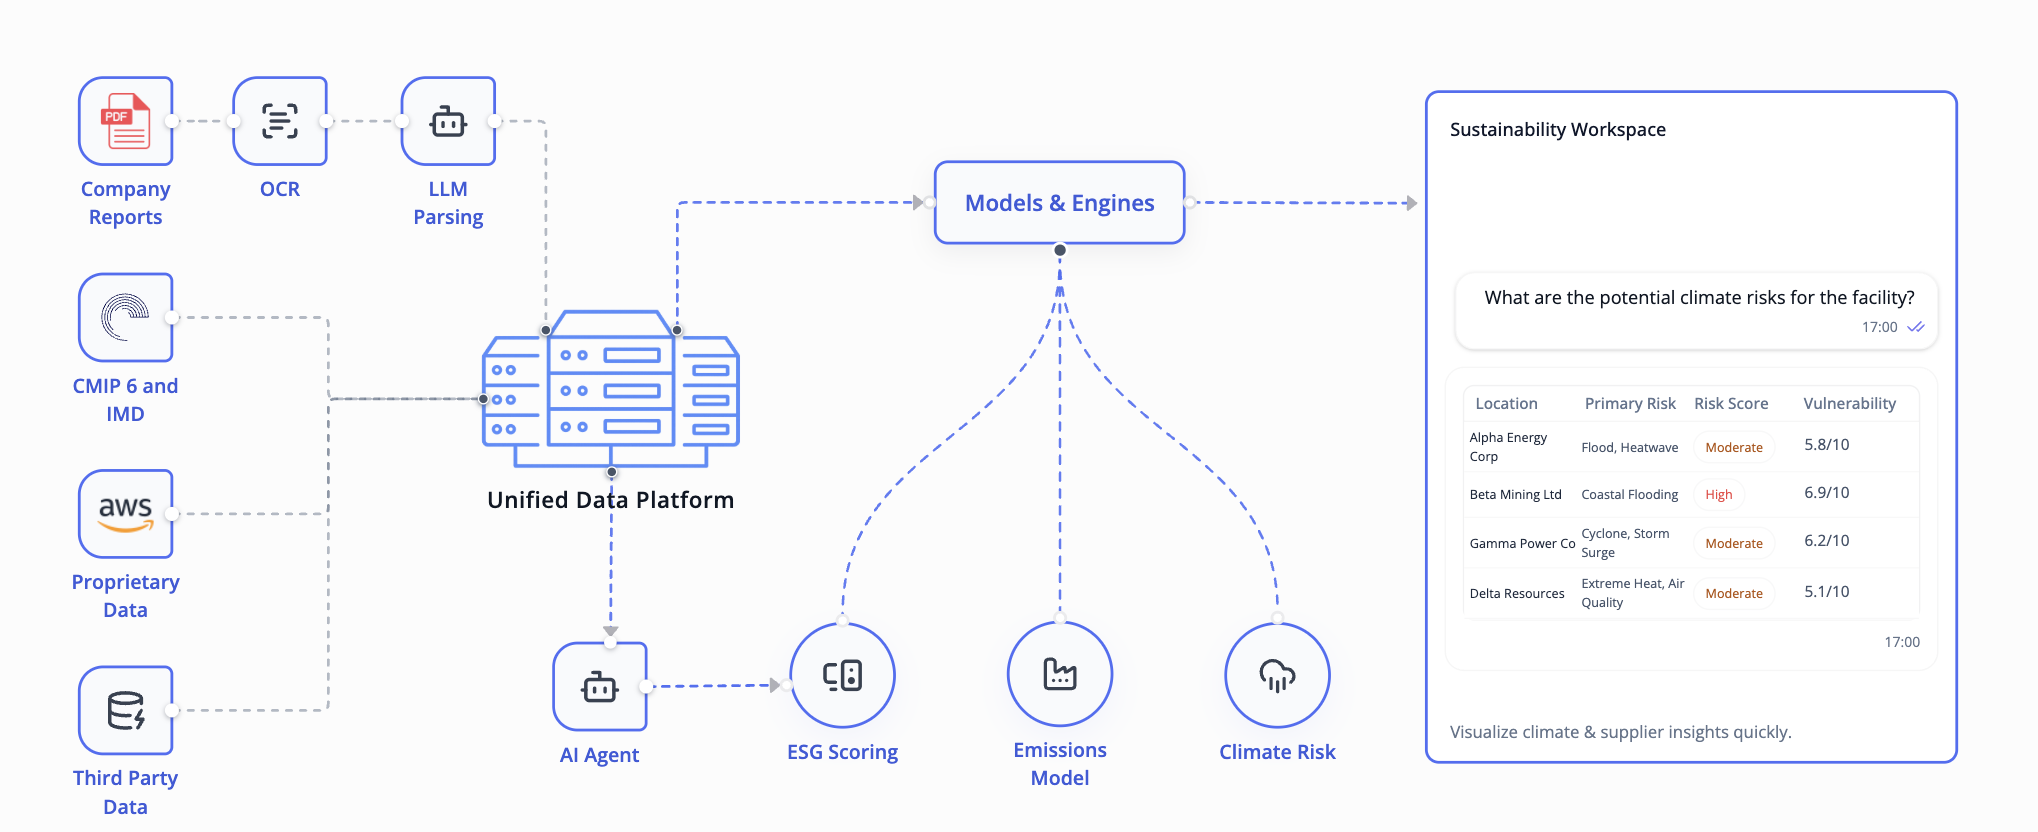 PDF
Company
Reports
OCR
LLM
Parsing
CMIP 6 and
IMD
aws
Proprietary
Data
Third Party
Data
Unified Data Platform
AI Agent
Models & Engines
ESG Scoring
Emissions
Model
Climate Risk
Sustainability Workspace
What are the potential climate risks for the facility?
17:00
Location Primary Risk Risk Score Vulnerability
Alpha Energy
Corp
Flood, Heatwave Moderate 5.8/10
Beta Mining Ltd Coastal Flooding High 6.9/10
Gamma Power Co
Cyclone, Storm
Surge
Moderate 6.2/10
Delta Resources
Extreme Heat, Air
Quality
Moderate 5.1/10
17:00
Visualize climate & supplier insights quickly.